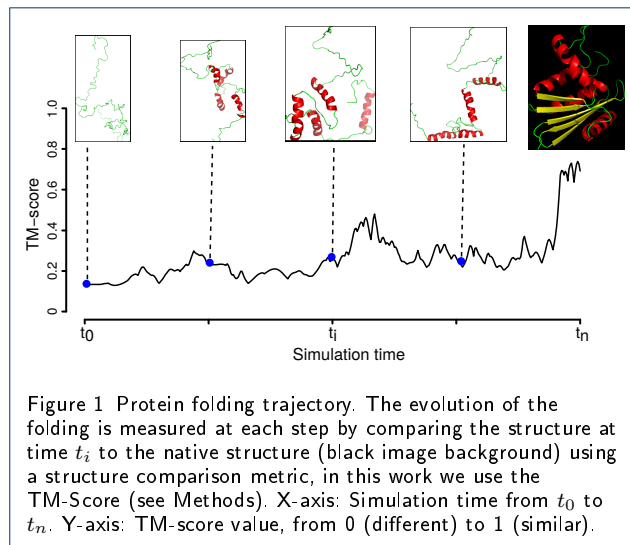 1.0
0.8
0.6
0.4
0.2
0
TM−score
t0 ti tn
Simulation time
Figure 1 Protein folding trajectory. The evolution of the
folding is measured at each step by comparing the structure at
time ti to the native structure (black image background) using
a structure comparison metric, in this work we use the
TM-Score (see Methods). X-axis: Simulation time from t0 to
tn. Y-axis: TM-score value, from 0 (different) to 1 (similar).